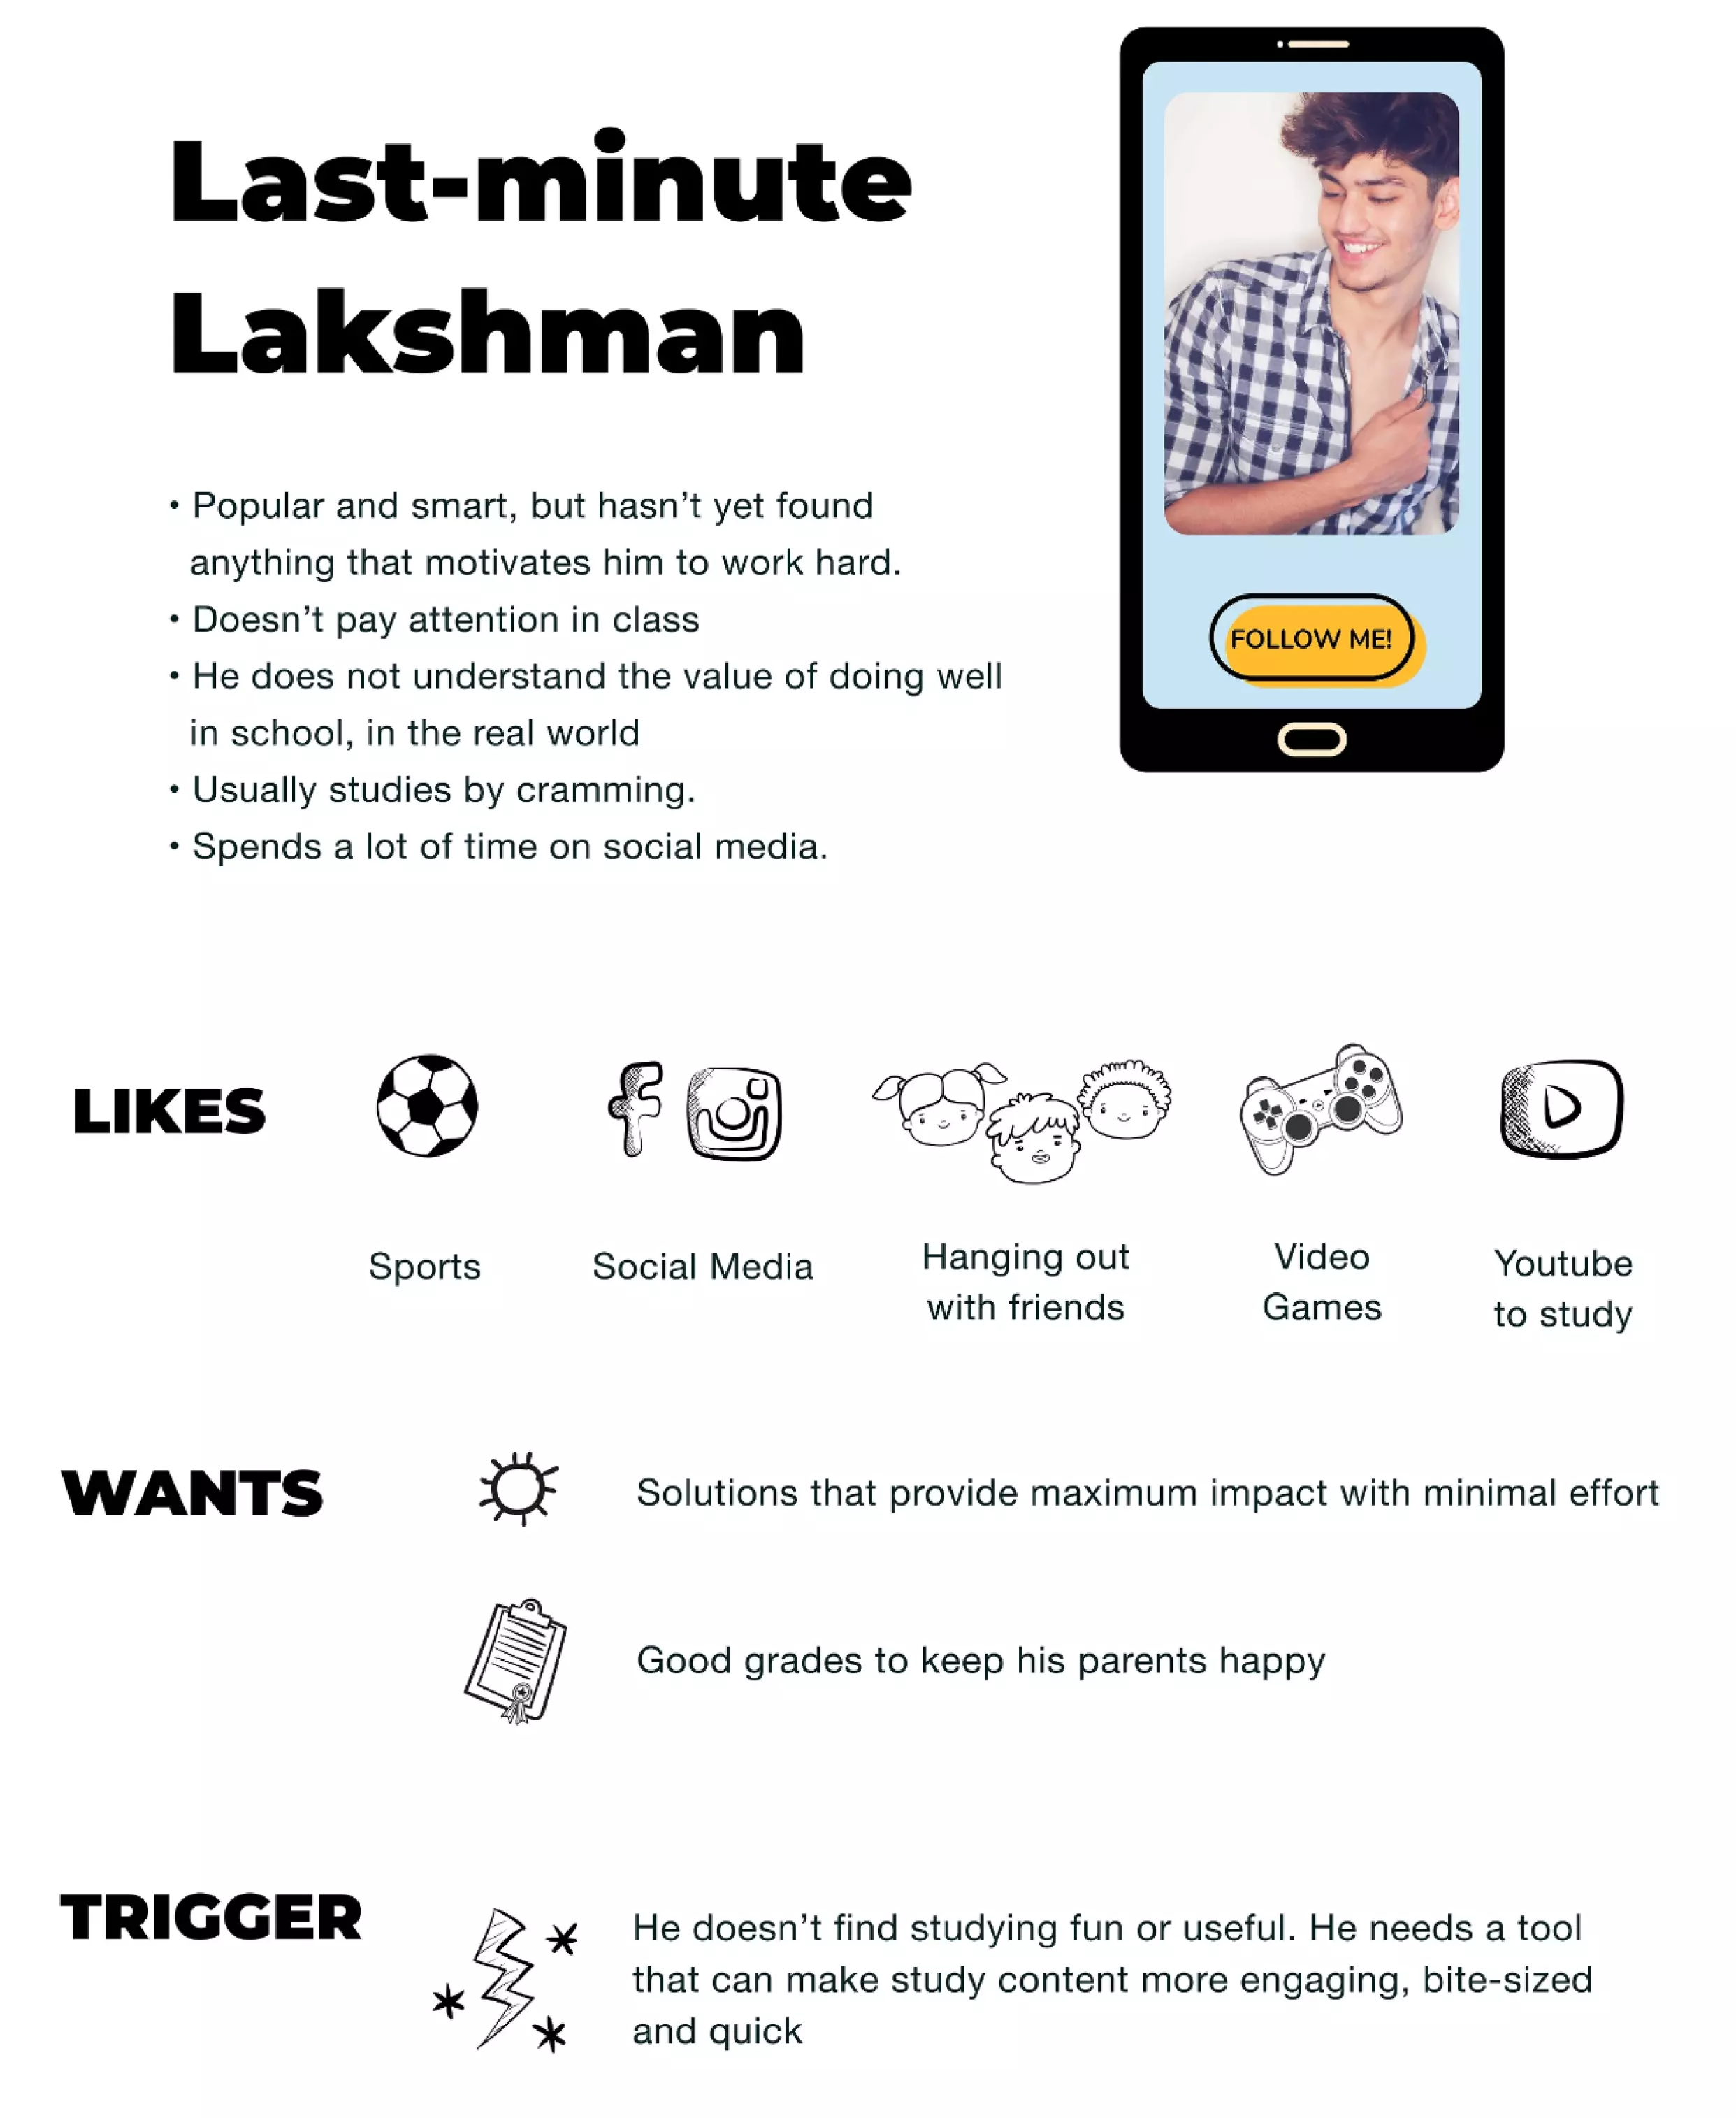 Last-minute
Lakshman
• Popular and smart, but hasn’t yet found
anything that motivates him to work hard.
• Doesn’t pay attention in class
• He does not understand the value of doing well
in school, in the real world
• Usually studies by cramming.
• Spends a lot of time on social media.
FOLLOW ME!
LIKES
Sports
Social Media
Hanging out
with friends
Video
Games
Youtube
to study
WANTS
Solutions that provide maximum impact with minimal effort
Good grades to keep his parents happy
TRIGGER
He doesn’t find studying fun or useful. He needs a tool
that can make study content more engaging, bite-sized
and quick